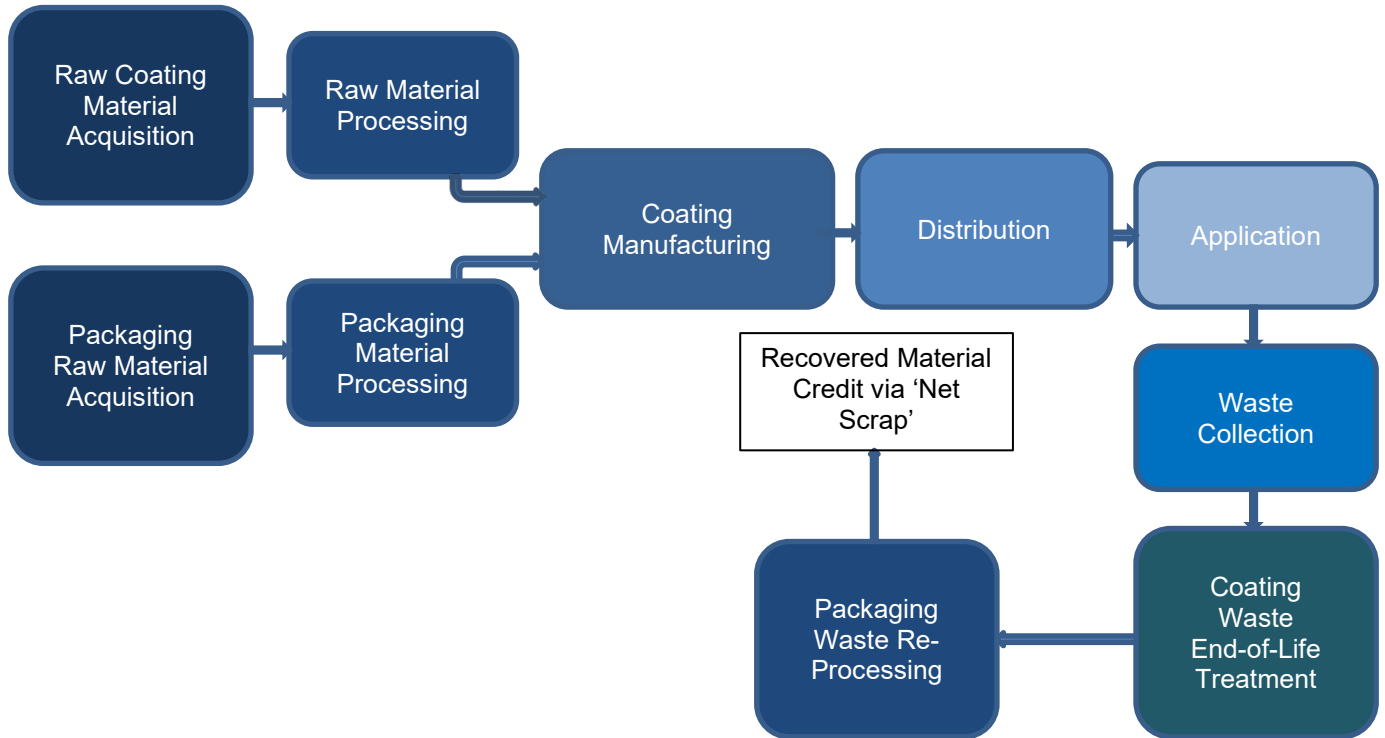 Raw Coating
Material
Acquisition
Raw Material
Processing
Coating
Manufacturing
Distribution
Application
Packaging
Raw Material
Acquisition
Packaging
Material
Processing
Recovered Material
Credit via ‘Net
Scrap’
Waste
Collection
Packaging
Waste Re-
Processing
Coating
Waste
End-of-Life
Treatment